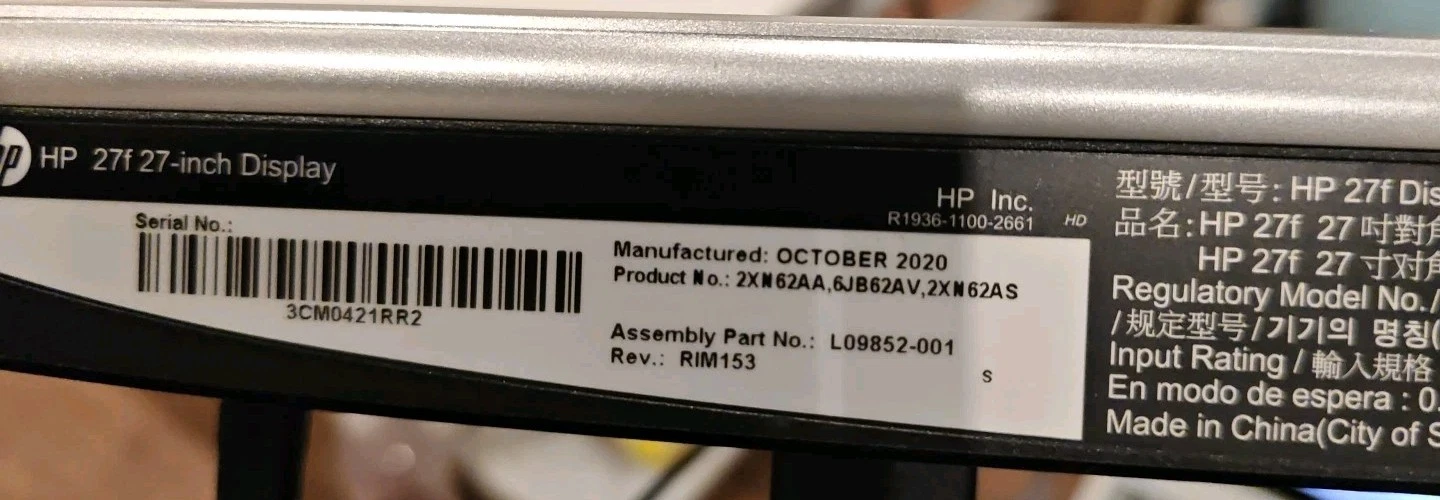 hp HP 27f 27-inch Display
HP Inc.
R1936-1100-2661 HD
Serial No.:
3CM0421RR2
Manufactured: OCTOBER 2020
Product No.: 2XN62AA,6JB62AV,2XN62AS
Assembly Part No.: L09852-001
Rev.: RIM153
S
型號/型号: HP 27f
品名: HP 27f 27 吋對角
HP 27f 27 寸对角
Regulatory Model No./
/规定型号/기기의 명칭(
Input Rating / 輸入規格
En modo de espera : 0.
Made in China(City of